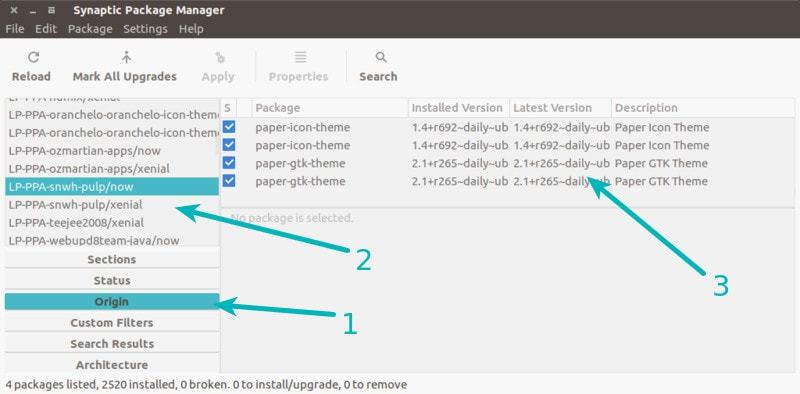 Synaptic Package Manager
File Edit Package Settings Help
Reload Mark All Upgrades Apply Properties Search
LP-PPA-numix/xenial
LP-PPA-oranchelo-oranchelo-icon-them
LP-PPA-oranchelo-oranchelo-icon-them
LP-PPA-ozmartian-apps/now
LP-PPA-ozmartian-apps/xenial
LP-PPA-snwh-pulp/now
LP-PPA-snwh-pulp/xenial
LP-PPA-teejee2008/xenial
LP-PPA-webupd8team-java/now
Sections
Status
Origin
Custom Filters
Search Results
Architecture
S Package Installed Version Latest Version Description
paper-icon-theme 1.4+r692~daily~ub 1.4+r692~daily~ub Paper Icon Theme
paper-icon-theme 1.4+r692~daily~ub 1.4+r692~daily~ub Paper Icon Theme
paper-gtk-theme 2.1+r265~daily~ub 2.1+r265~daily~ub Paper GTK Theme
paper-gtk-theme 2.1+r265~daily~ub 2.1+r265~daily~ub Paper GTK Theme
No package is selected.
1
2
3
4 packages listed, 2520 installed, 0 broken. 0 to install/upgrade, 0 to remove